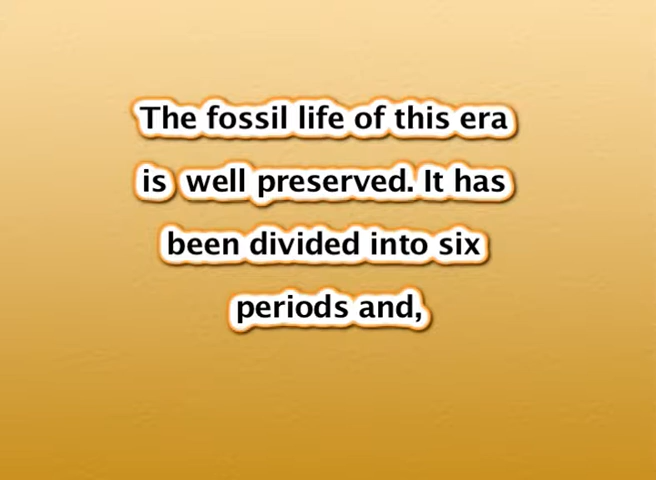 The fossil life of this era
is well preserved. It has
been divided into six
periods and,